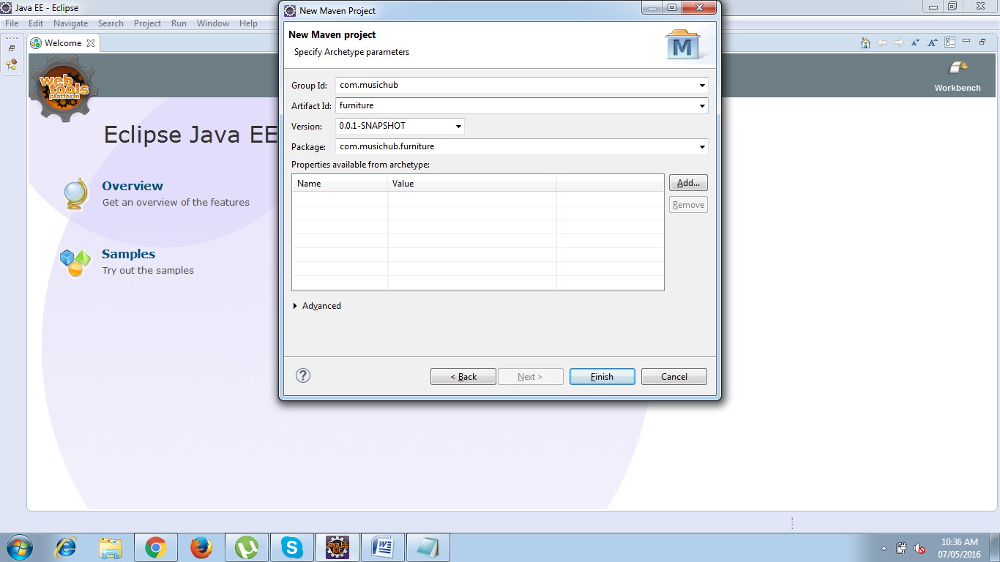 Java EE - Eclipse
File Edit Navigate Search Project Run Window Help
Welcome
web tools platform
Workbench
Eclipse Java EE
Overview
Get an overview of the features
Samples
Try out the samples
New Maven Project
New Maven project
Specify Archetype parameters
M
Group Id: com.musichub
Artifact Id: furniture
Version: 0.0.1-SNAPSHOT
Package: com.musichub.furniture
Properties available from archetype:
Name Value
Add...
Remove
Advanced
? < Back Next > Finish Cancel
Java EE
IDE
10:36 AM
07/05/2016